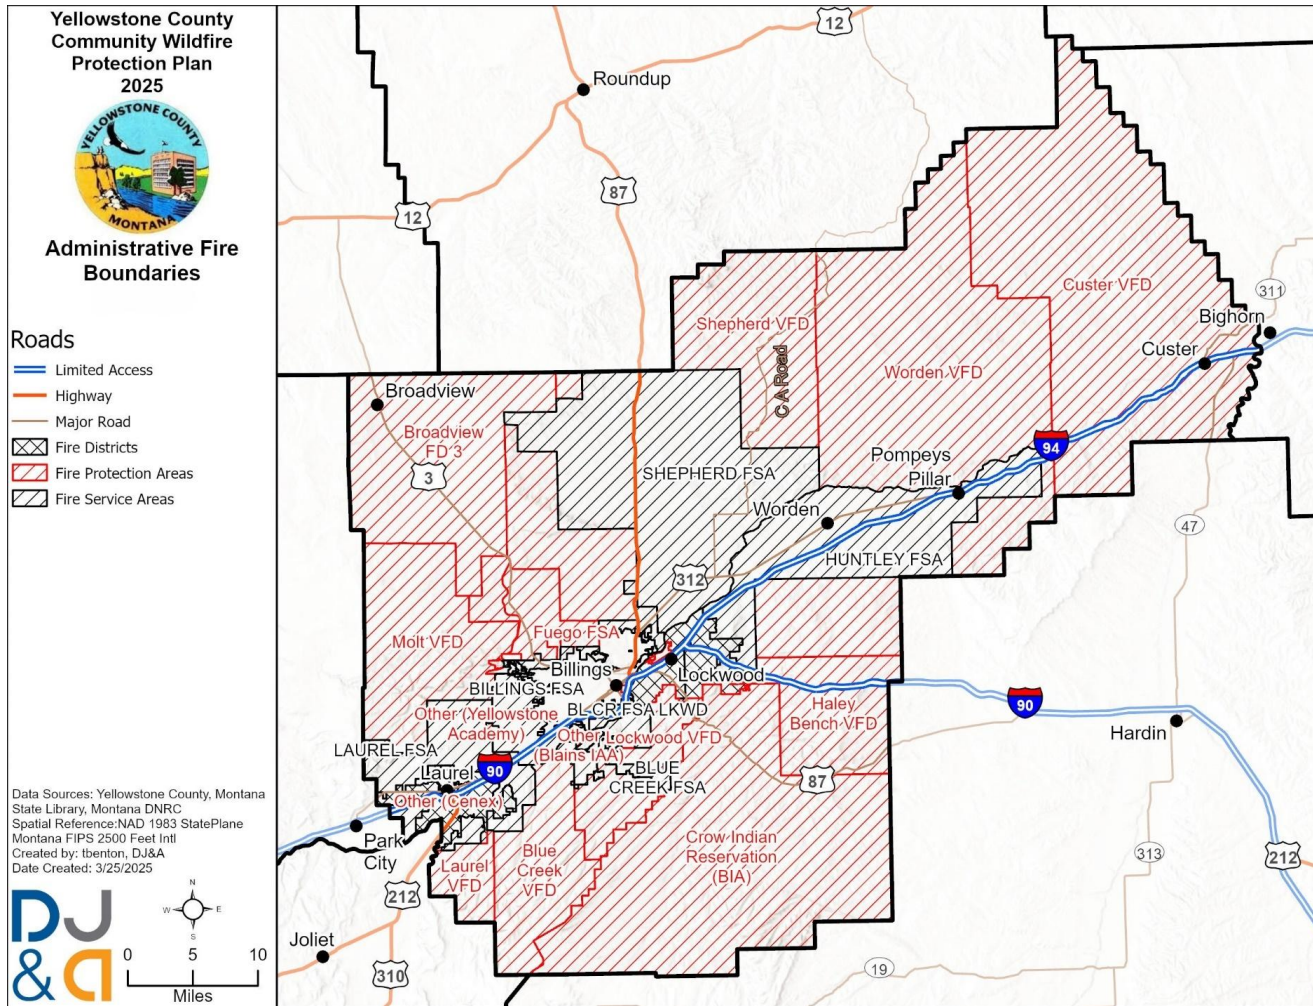 Yellowstone County
Community Wildfire
Protection Plan
2025
YELLOWSTONE COUNTY
MONTANA
Administrative Fire
Boundaries
Roads
Limited Access
Highway
Major Road
Fire Districts
Fire Protection Areas
Fire Service Areas
Data Sources: Yellowstone County, Montana
State Library, Montana DNRC
Spatial Reference:NAD 1983 StatePlane
Montana FIPS 2500 Feet Intl
Created by: tbenton, DJ&A
Date Created: 3/25/2025
DJ
&a
N
W E
S
0 5 10
Miles
12
Roundup
87
12
311
Custer VFD
Bighorn
Shepherd VFD
Custer
C A Road
Worden VFD
Broadview
Broadview
FD 3
94
3
SHEPHERD FSA
Pompeys
Pillar
Worden
47
HUNTLEY FSA
312
Fuego FSA
Molt VFD
Billings
Lockwood
BILLINGS FSA
BL CR FSA LKWD
Haley
Bench VFD
90
Hardin
Other (Yellowstone
Academy)
Other
(Blains IAA)
Lockwood VFD
LAUREL FSA
90
BLUE
CREEK FSA
87
Laurel
Other (Cenex)
Park
City
Laurel
VFD
Blue
Creek
VFD
Crow Indian
Reservation
(BIA)
313
212
212
Joliet
310
19